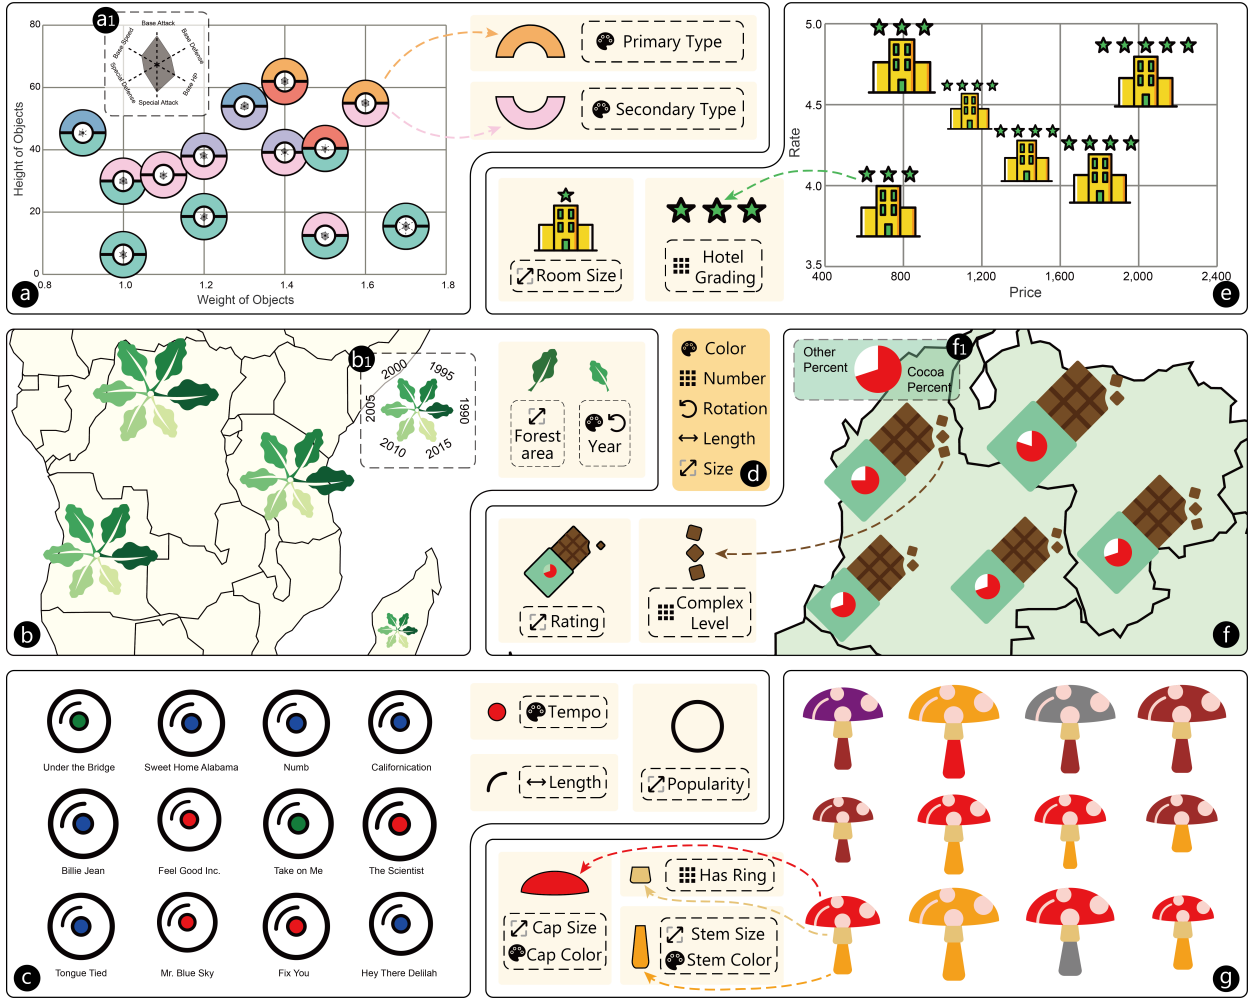 a1
Base Attack
Base Speed
Base Defense
Special Defense
Base HP
Special Attack
80
60
40
20
0
0.8
1.0
1.2
1.4
1.6
1.8
Height of Objects
Weight of Objects
a
Primary Type
Secondary Type
Room Size
Hotel
Grading
5.0
4.5
4.0
3.5
400
800
1,200
1,600
2,000
2,400
Rate
Price
e
b1
2000
1995
2005
1990
2010
2015
b
Forest
area
Year
Color
Number
Rotation
Length
Size
d
f1
Other
Percent
Cocoa
Percent
Rating
Complex
Level
f
Under the Bridge
Sweet Home Alabama
Numb
Californication
Billie Jean
Feel Good Inc.
Take on Me
The Scientist
Tongue Tied
Mr. Blue Sky
Fix You
Hey There Delilah
c
Tempo
Length
Popularity
Cap Size
Cap Color
Has Ring
Stem Size
Stem Color
g